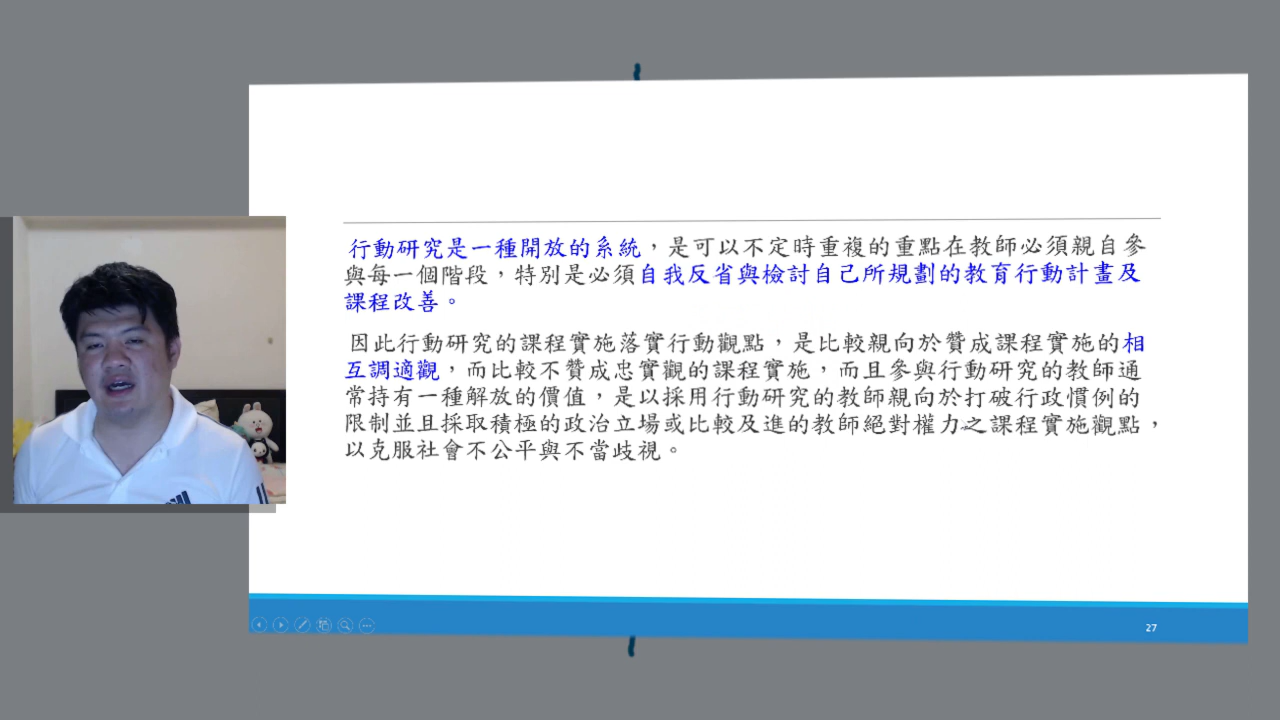 行動研究是一種開放的系統，是可以不定時重複的重點在教師必須親自參
與每一個階段，特別是必須自我反省與檢討自己所規劃的教育行動計畫及
課程改善。
因此行動研究的課程實施落實行動觀點，是比較親向於贊成課程實施的相
互調適觀，而比較不贊成忠實觀的課程實施，而且參與行動研究的教師通
常持有一種解放的價值，是以採用行動研究的教師親向於打破行政慣例的
限制並且採取積極的政治立場或比較及進的教師絕對權力之課程實施觀點，
以克服社會不公平與不當歧視。
27